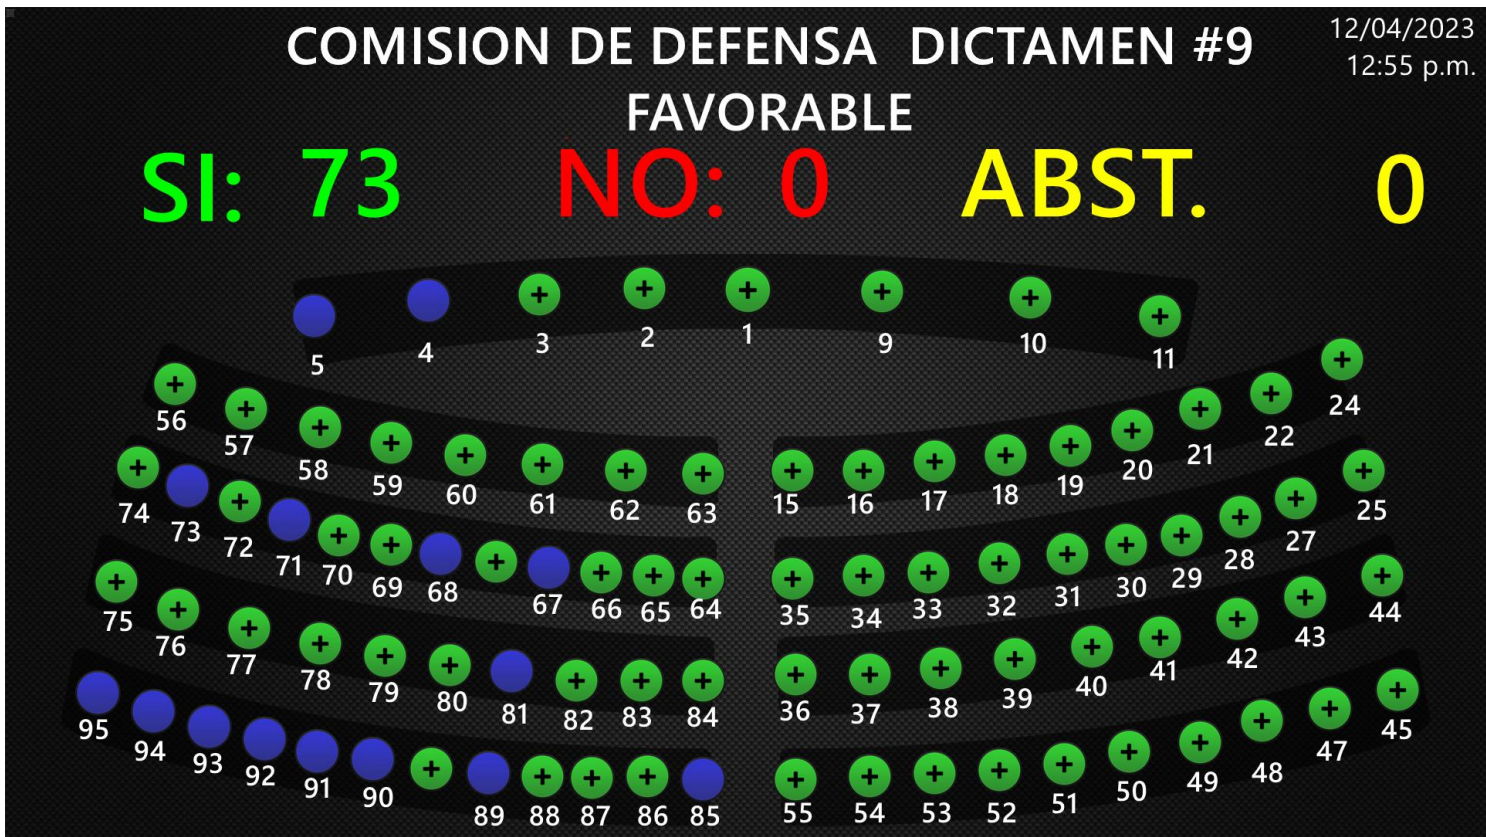 COMISION DE DEFENSA DICTAMEN #9
FAVORABLE
12/04/2023
12:55 p.m.
SI: 73 NO: 0 ABST. 0
5 4 3 2 1 9 10 11
56 57 58 59 60 61 62 63 15 16 17 18 19 20 21 22 24
74 73 72 71 70 69 68 67 66 65 64 35 34 33 32 31 30 29 28 27 25
75 76 77 78 79 80 81 82 83 84 36 37 38 39 40 41 42 43 44
95 94 93 92 91 90 89 88 87 86 85 55 54 53 52 51 50 49 48 47 45